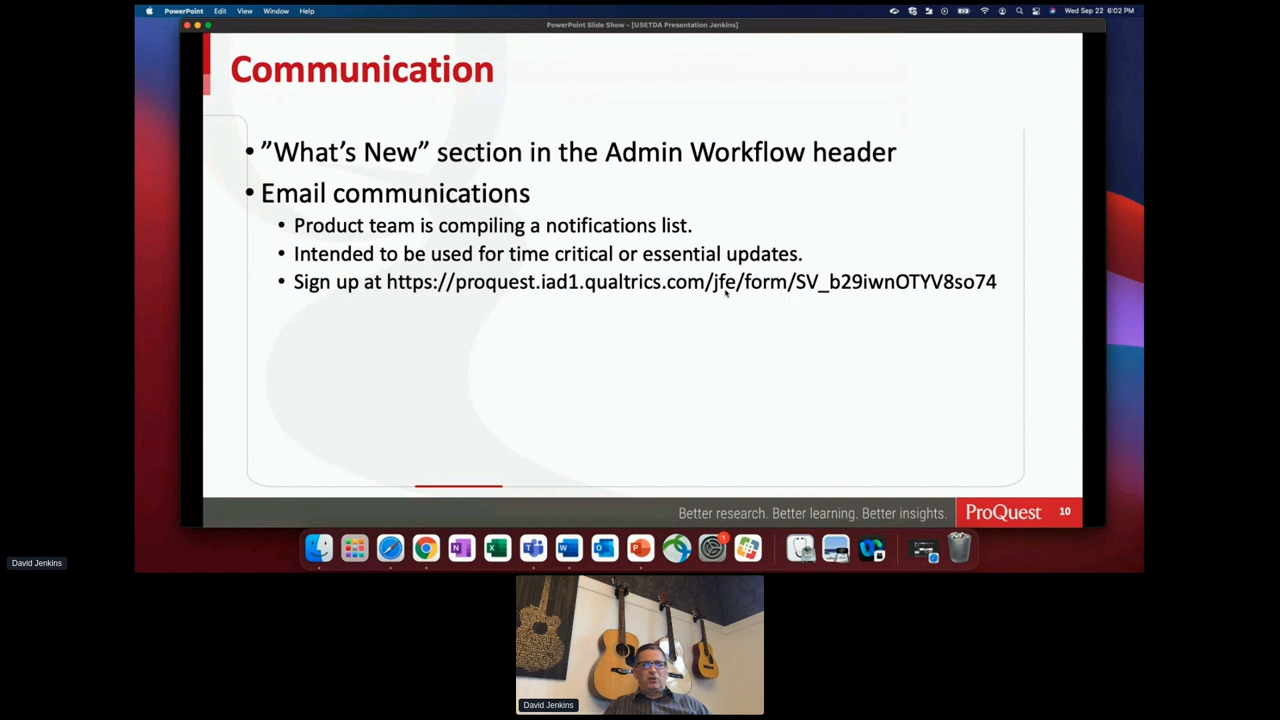 PowerPoint Edit View Window Help
Wed Sep 22 6:02 PM
PowerPoint Slide Show - [USETDA Presentation Jenkins]
Communication
• ”What’s New” section in the Admin Workflow header
• Email communications
• Product team is compiling a notifications list.
• Intended to be used for time critical or essential updates.
• Sign up at https://proquest.iad1.qualtrics.com/jfe/form/SV_b29iwnOTYV8so74
Better research. Better learning. Better insights.
ProQuest 10
1
David Jenkins
David Jenkins